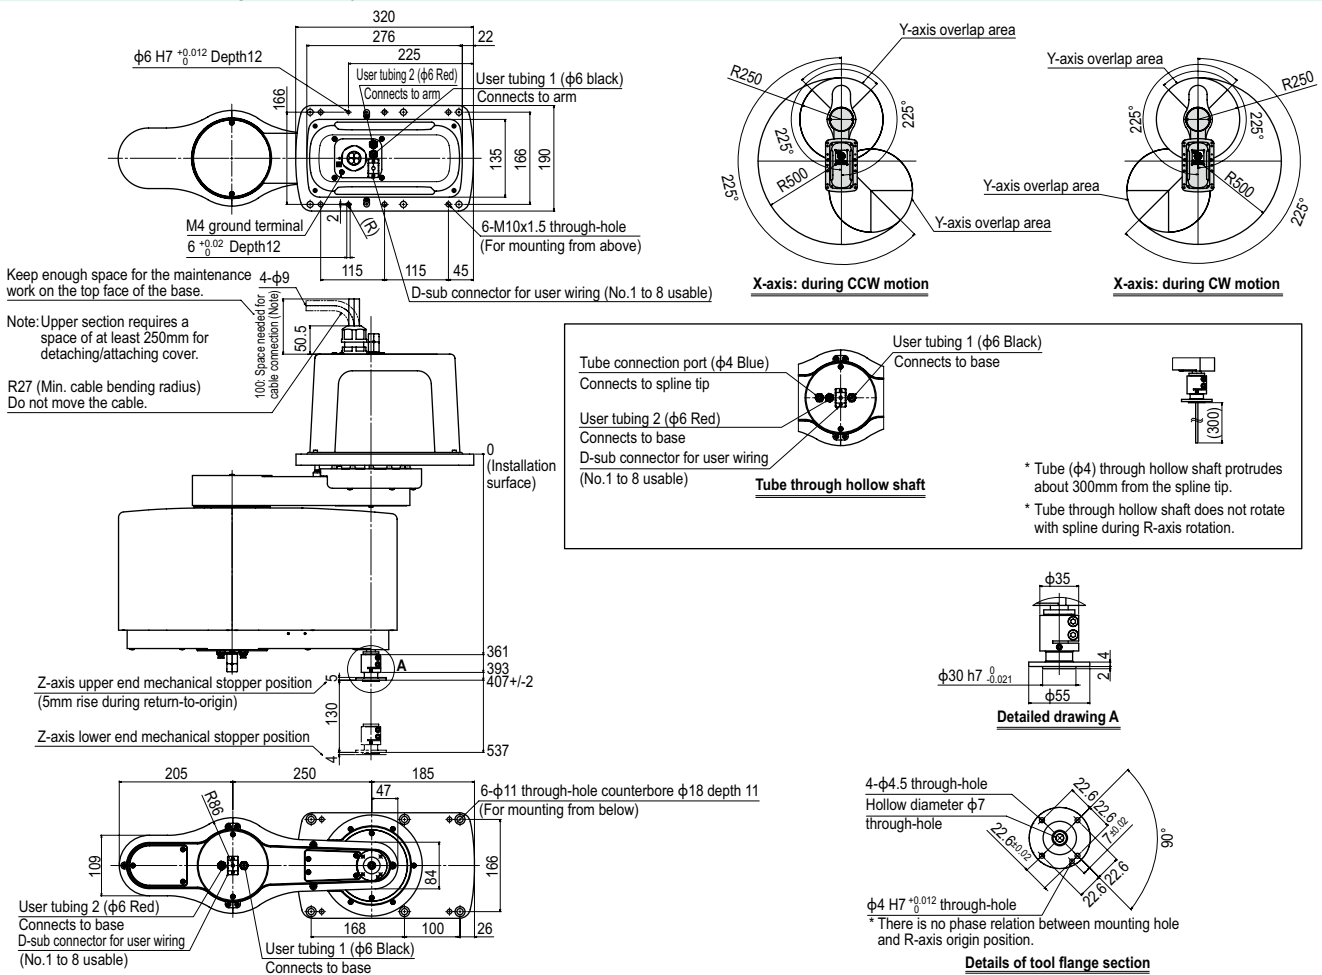 320
276
22
225
ϕ6 H7 +0.012 0 Depth12
User tubing 2 (ϕ6 Red)
Connects to arm
User tubing 1 (ϕ6 black)
Connects to arm
166
135
166
190
M4 ground terminal
6 +0.02 0 Depth12
2
(R)
6-M10x1.5 through-hole
(For mounting from above)
115
115
45
D-sub connector for user wiring (No.1 to 8 usable)
Y-axis overlap area
R250
225°
225°
R500
225°
Y-axis overlap area
X-axis: during CCW motion
Y-axis overlap area
R250
225°
225°
Y-axis overlap area
R500
225°
X-axis: during CW motion
Keep enough space for the maintenance
work on the top face of the base.
Note: Upper section requires a
space of at least 250mm for
detaching/attaching cover.
R27 (Min. cable bending radius)
Do not move the cable.
4-ϕ9
100: Space needed for
cable connection (Note)
50.5
0
(Installation
surface)
User tubing 1 (ϕ6 Black)
Connects to base
Tube connection port (ϕ4 Blue)
Connects to spline tip
User tubing 2 (ϕ6 Red)
Connects to base
D-sub connector for user wiring
(No.1 to 8 usable)
Tube through hollow shaft
(300)
* Tube (ϕ4) through hollow shaft protrudes
about 300mm from the spline tip.
* Tube through hollow shaft does not rotate
with spline during R-axis rotation.
361
A
393
407+/-2
5
Z-axis upper end mechanical stopper position
(5mm rise during return-to-origin)
130
Z-axis lower end mechanical stopper position
537
4
ϕ35
4
2
ϕ30 h7 0 -0.021
ϕ55
Detailed drawing A
205
250
185
47
R86
6-ϕ11 through-hole counterbore ϕ18 depth 11
(For mounting from below)
109
84
166
User tubing 2 (ϕ6 Red)
Connects to base
D-sub connector for user wiring
(No.1 to 8 usable)
168
100
26
User tubing 1 (ϕ6 Black)
Connects to base
4-ϕ4.5 through-hole
Hollow diameter ϕ7
through-hole
22.6
22.6
7±0.02
22.6±0.02
90°
22.6
22.6
ϕ4 H7 +0.012 0 through-hole
* There is no phase relation between mounting hole
and R-axis origin position.
Details of tool flange section